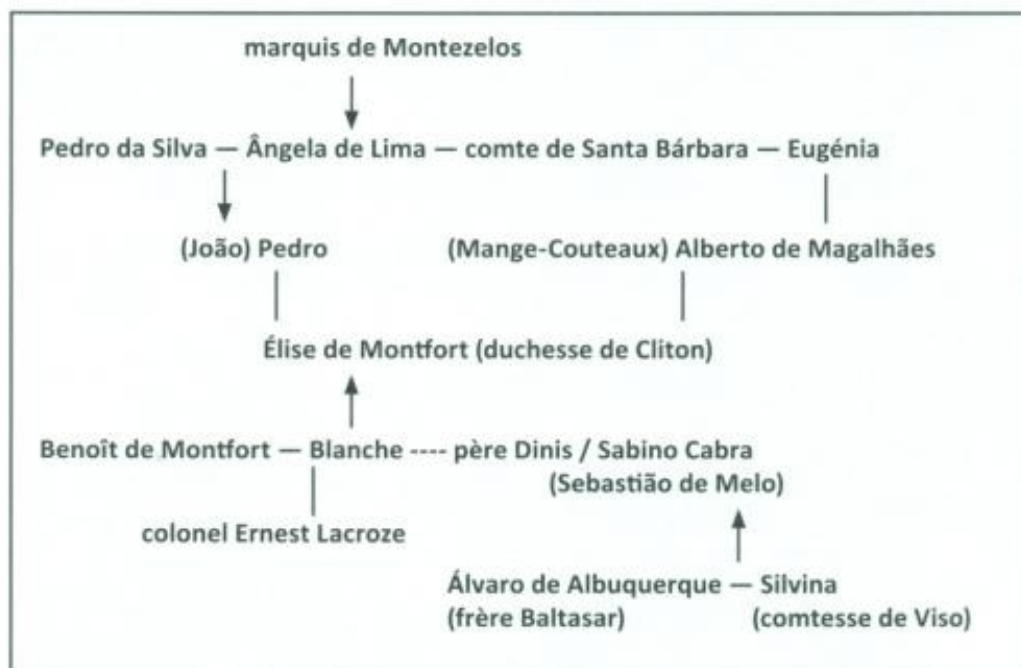 marquis de Montezelos
Pedro da Silva — Ângela de Lima — comte de Santa Bárbara — Eugénia
(João) Pedro (Mange-Couteaux) Alberto de Magalhães
Élise de Montfort (duchesse de Cliton)
Benoît de Montfort — Blanche ---- père Dinis / Sabino Cabra
(Sebastião de Melo)
colonel Ernest Lacroze
Álvaro de Albuquerque — Silvina
(frère Baltasar) (comtesse de Viso)